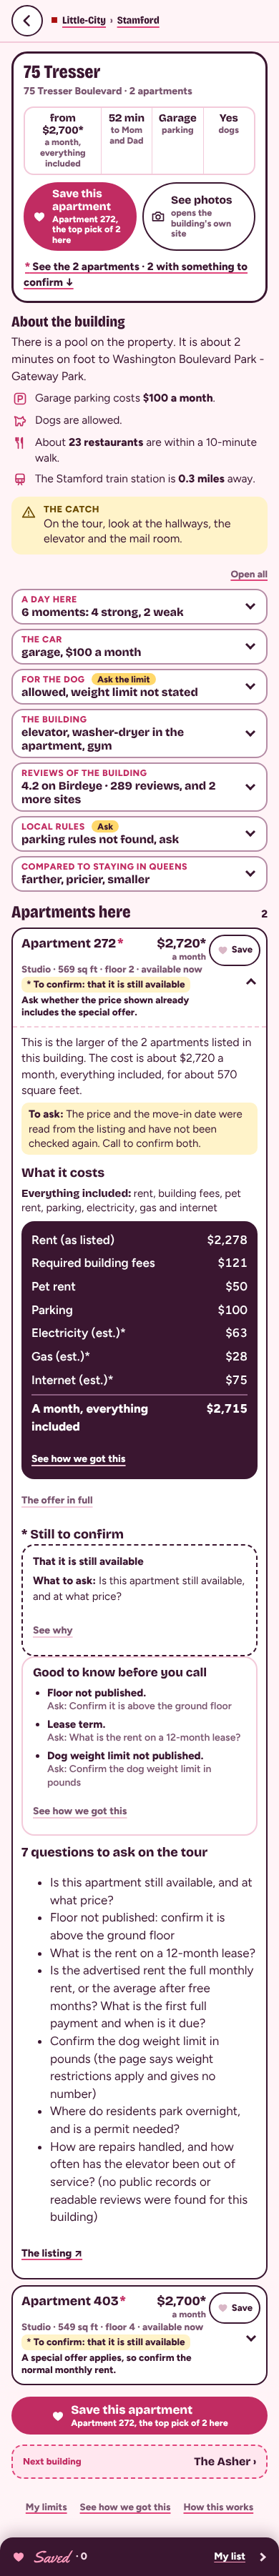 Little-City › Stamford
75 Tresser
75 Tresser Boulevard · 2 apartments
from
$2,700*
a month,
everything
included
52 min
to Mom
and Dad
Garage
parking
Yes
dogs
Save this
apartment
Apartment 272,
the top pick of 2
here
See photos
opens the
building's own
site
* See the 2 apartments · 2 with something to
confirm ↓
About the building
There is a pool on the property. It is about 2
minutes on foot to Washington Boulevard Park -
Gateway Park.
Garage parking costs $100 a month.
Dogs are allowed.
About 23 restaurants are within a 10-minute
walk.
The Stamford train station is 0.3 miles away.
THE CATCH
On the tour, look at the hallways, the
elevator and the mail room.
Open all
A DAY HERE
6 moments: 4 strong, 2 weak
THE CAR
garage, $100 a month
FOR THE DOG Ask the limit
allowed, weight limit not stated
THE BUILDING
elevator, washer-dryer in the
apartment, gym
REVIEWS OF THE BUILDING
4.2 on Birdeye · 289 reviews, and 2
more sites
LOCAL RULES Ask
parking rules not found, ask
COMPARED TO STAYING IN QUEENS
farther, pricier, smaller
Apartments here 2
Apartment 272* $2,720*
a month
Save
Studio · 569 sq ft · floor 2 · available now
* To confirm: that it is still available
Ask whether the price shown already
includes the special offer.
This is the larger of the 2 apartments listed in
this building. The cost is about $2,720 a
month, everything included, for about 570
square feet.
To ask: The price and the move-in date were
read from the listing and have not been
checked again. Call to confirm both.
What it costs
Everything included: rent, building fees, pet
rent, parking, electricity, gas and internet
Rent (as listed) $2,278
Required building fees $121
Pet rent $50
Parking $100
Electricity (est.)* $63
Gas (est.)* $28
Internet (est.)* $75
A month, everything
included $2,715
See how we got this
The offer in full
* Still to confirm
That it is still available
What to ask: Is this apartment still available,
and at what price?
See why
Good to know before you call
• Floor not published.
Ask: Confirm it is above the ground floor
• Lease term.
Ask: What is the rent on a 12-month lease?
• Dog weight limit not published.
Ask: Confirm the dog weight limit in
pounds
See how we got this
7 questions to ask on the tour
• Is this apartment still available, and at
what price?
• Floor not published: confirm it is
above the ground floor
• What is the rent on a 12-month lease?
• Is the advertised rent the full monthly
rent, or the average after free
months? What is the first full
payment and when is it due?
• Confirm the dog weight limit in
pounds (the page says weight
restrictions apply and gives no
number)
• Where do residents park overnight,
and is a permit needed?
• How are repairs handled, and how
often has the elevator been out of
service? (no public records or
readable reviews were found for this
building)
The listing ↗
Apartment 403* $2,700*
a month
Save
Studio · 549 sq ft · floor 4 · available now
* To confirm: that it is still available
A special offer applies, so confirm the
normal monthly rent.
Save this apartment
Apartment 272, the top pick of 2 here
Next building The Asher ›
My limits See how we got this How this works
Saved · 0 My list